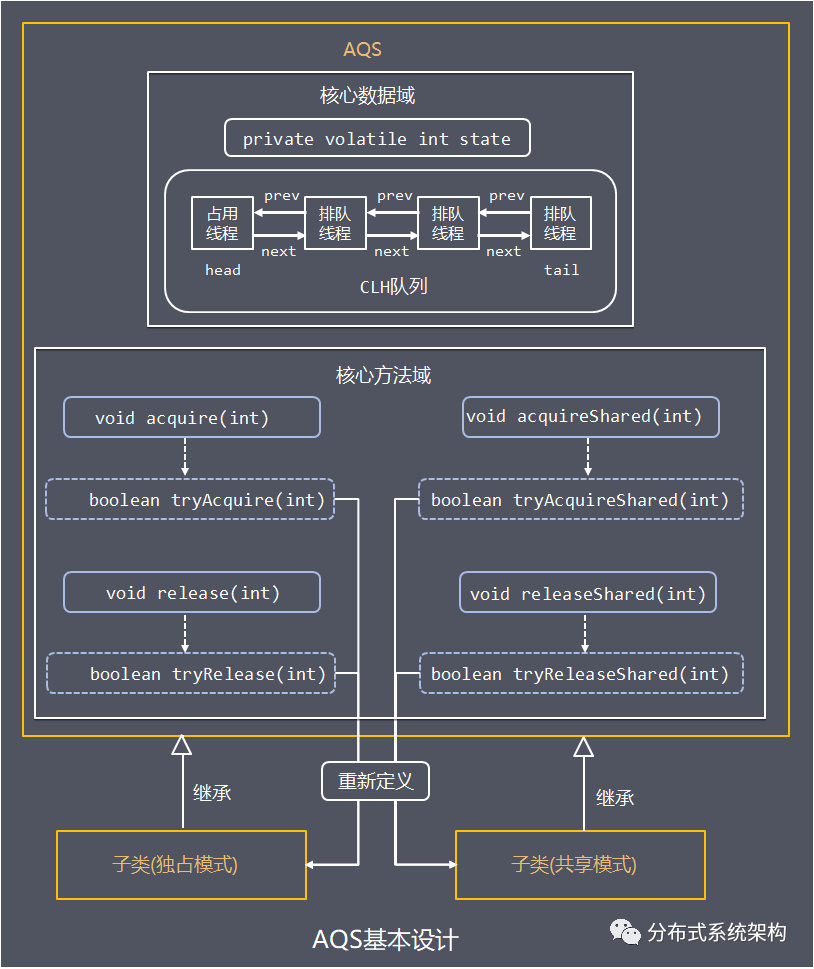 AQS
核心数据域
private volatile int state
prev prev prev
占用线程 排队线程 排队线程 排队线程
next next next
head tail
CLH队列
核心方法域
void acquire(int) void acquireShared(int)
boolean tryAcquire(int) boolean tryAcquireShared(int)
void release(int) void releaseShared(int)
boolean tryRelease(int) boolean tryReleaseShared(int)
重新定义
继承 继承
子类(独占模式) 子类(共享模式)
AQS基本设计
分布式系统架构